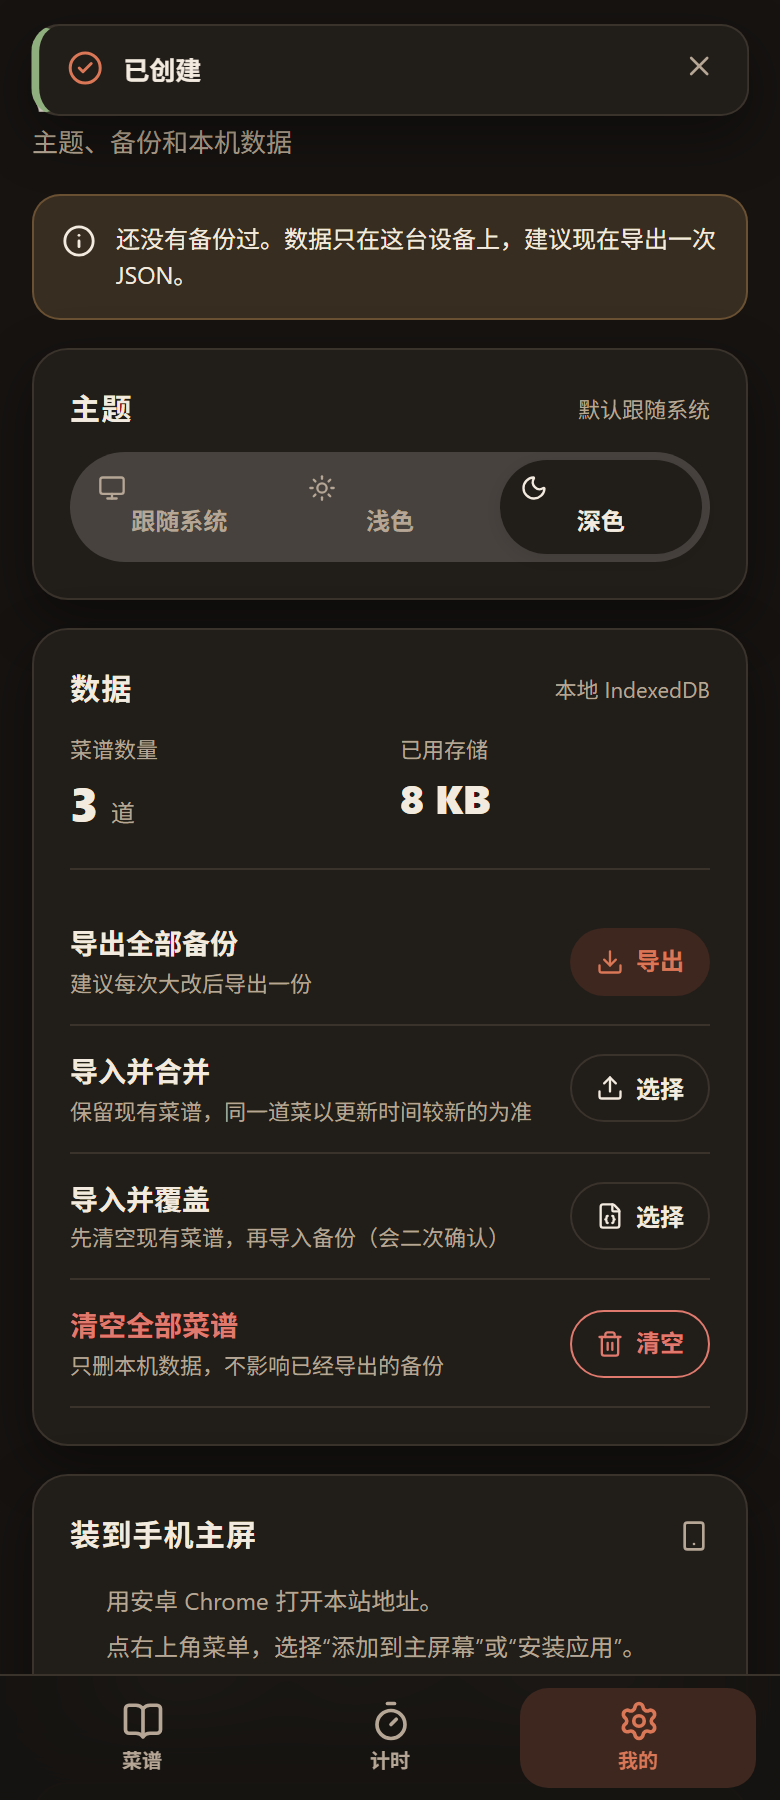 已创建
主题、备份和本机数据
还没有备份过。数据只在这台设备上，建议现在导出一次
JSON。
主题
默认跟随系统
跟随系统
浅色
深色
数据
本地 IndexedDB
菜谱数量
已用存储
3 道
8 KB
导出全部备份
建议每次大改后导出一份
导出
导入并合并
保留现有菜谱，同一道菜以更新时间较新的为准
选择
导入并覆盖
先清空现有菜谱，再导入备份（会二次确认）
选择
清空全部菜谱
只删本机数据，不影响已经导出的备份
清空
装到手机主屏
用安卓 Chrome 打开本站地址。
点右上角菜单，选择“添加到主屏幕”或“安装应用”。
菜谱
计时
我的